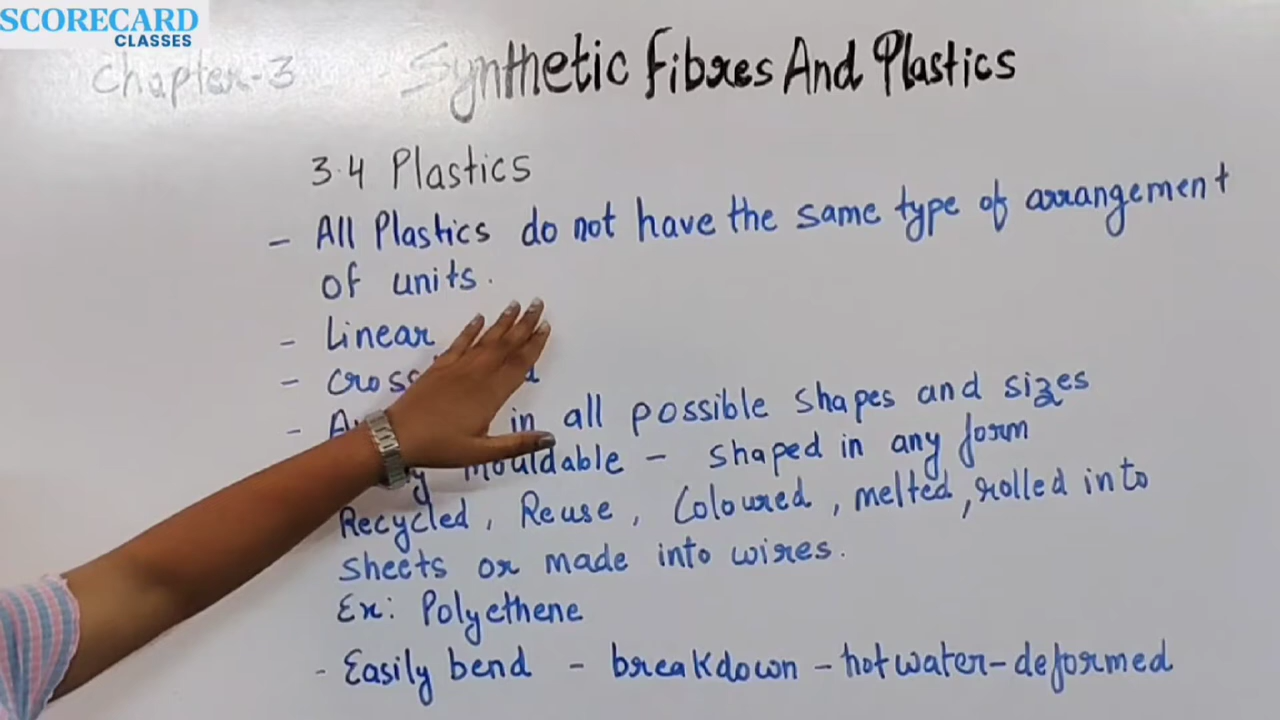 SCORECARD
CLASSES
Chapter-3 Synthetic Fibres And Plastics
3.4 Plastics
- All Plastics do not have the same type of arrangement
of units.
- Linear
-
- in all possible shapes and sizes
mouldable - shaped in any form
Recycled, Reuse, Coloured, melted, rolled into
sheets or made into wires.
Ex: Polyethene
- Easily bend - breakdown - hot water - deformed